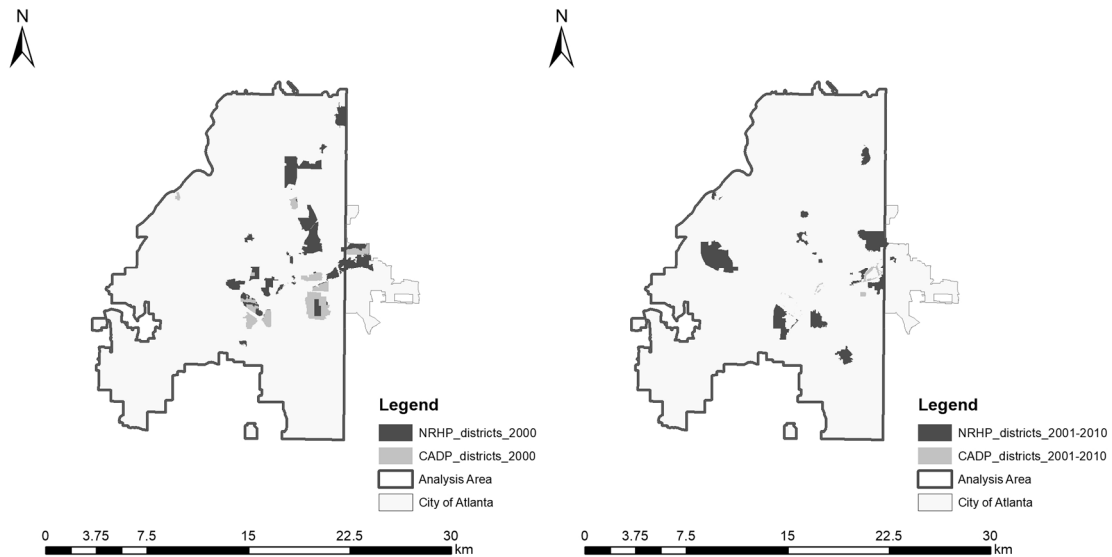 N
Legend
NRHP_districts_2000
CADP_districts_2000
Analysis Area
City of Atlanta
0 3.75 7.5 15 22.5 30
km
N
Legend
NRHP_districts_2001-2010
CADP_districts_2001-2010
Analysis Area
City of Atlanta
0 3.75 7.5 15 22.5 30
km